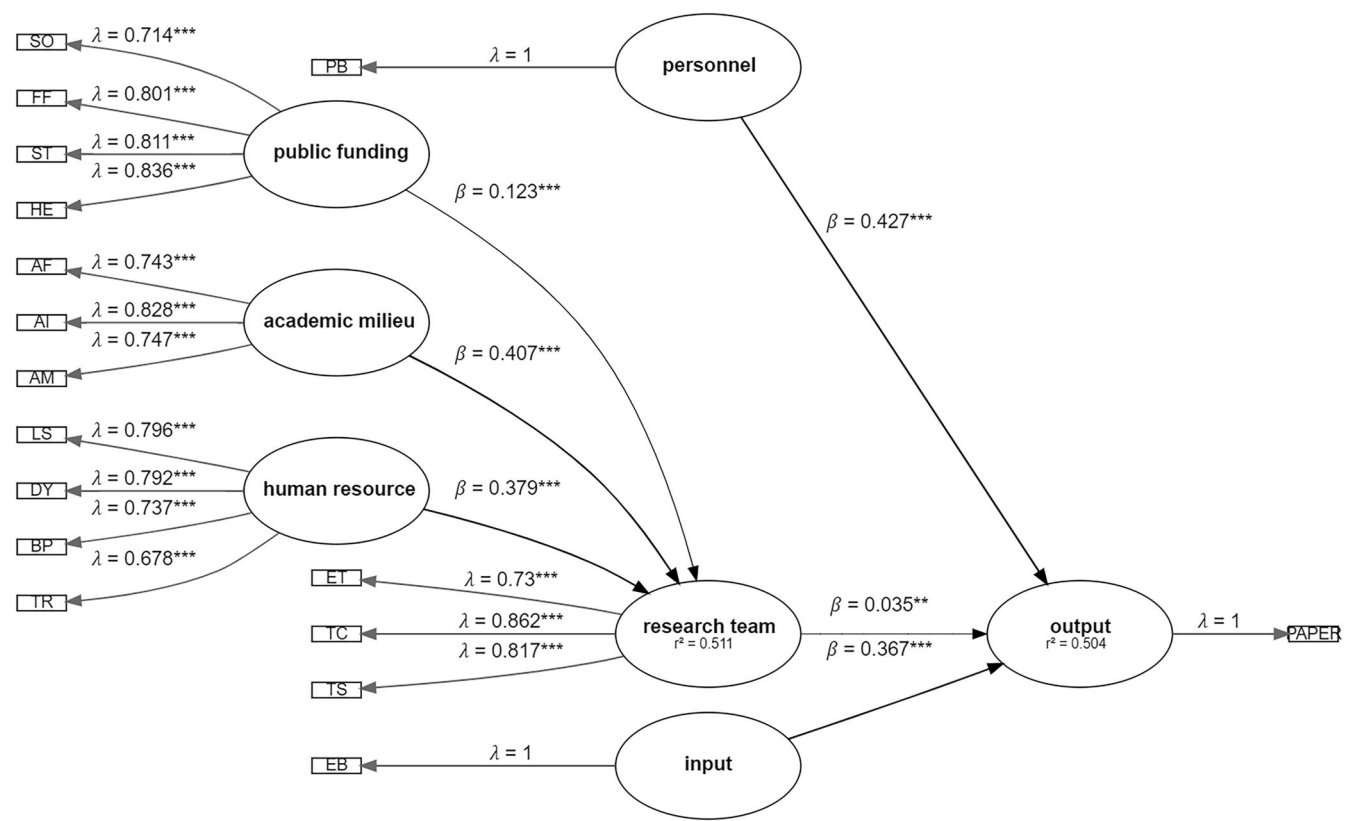 SO
λ = 0.714***
FF
λ = 0.801***
ST
λ = 0.811***
HE
λ = 0.836***
public funding
PB
λ = 1
personnel
β = 0.123***
β = 0.427***
AF
λ = 0.743***
AI
λ = 0.828***
AM
λ = 0.747***
academic milieu
β = 0.407***
LS
λ = 0.796***
DY
λ = 0.792***
BP
λ = 0.737***
TR
λ = 0.678***
human resource
β = 0.379***
ET
λ = 0.73***
TC
λ = 0.862***
TS
λ = 0.817***
research team
r² = 0.511
β = 0.035**
β = 0.367***
output
r² = 0.504
λ = 1
PAPER
EB
λ = 1
input